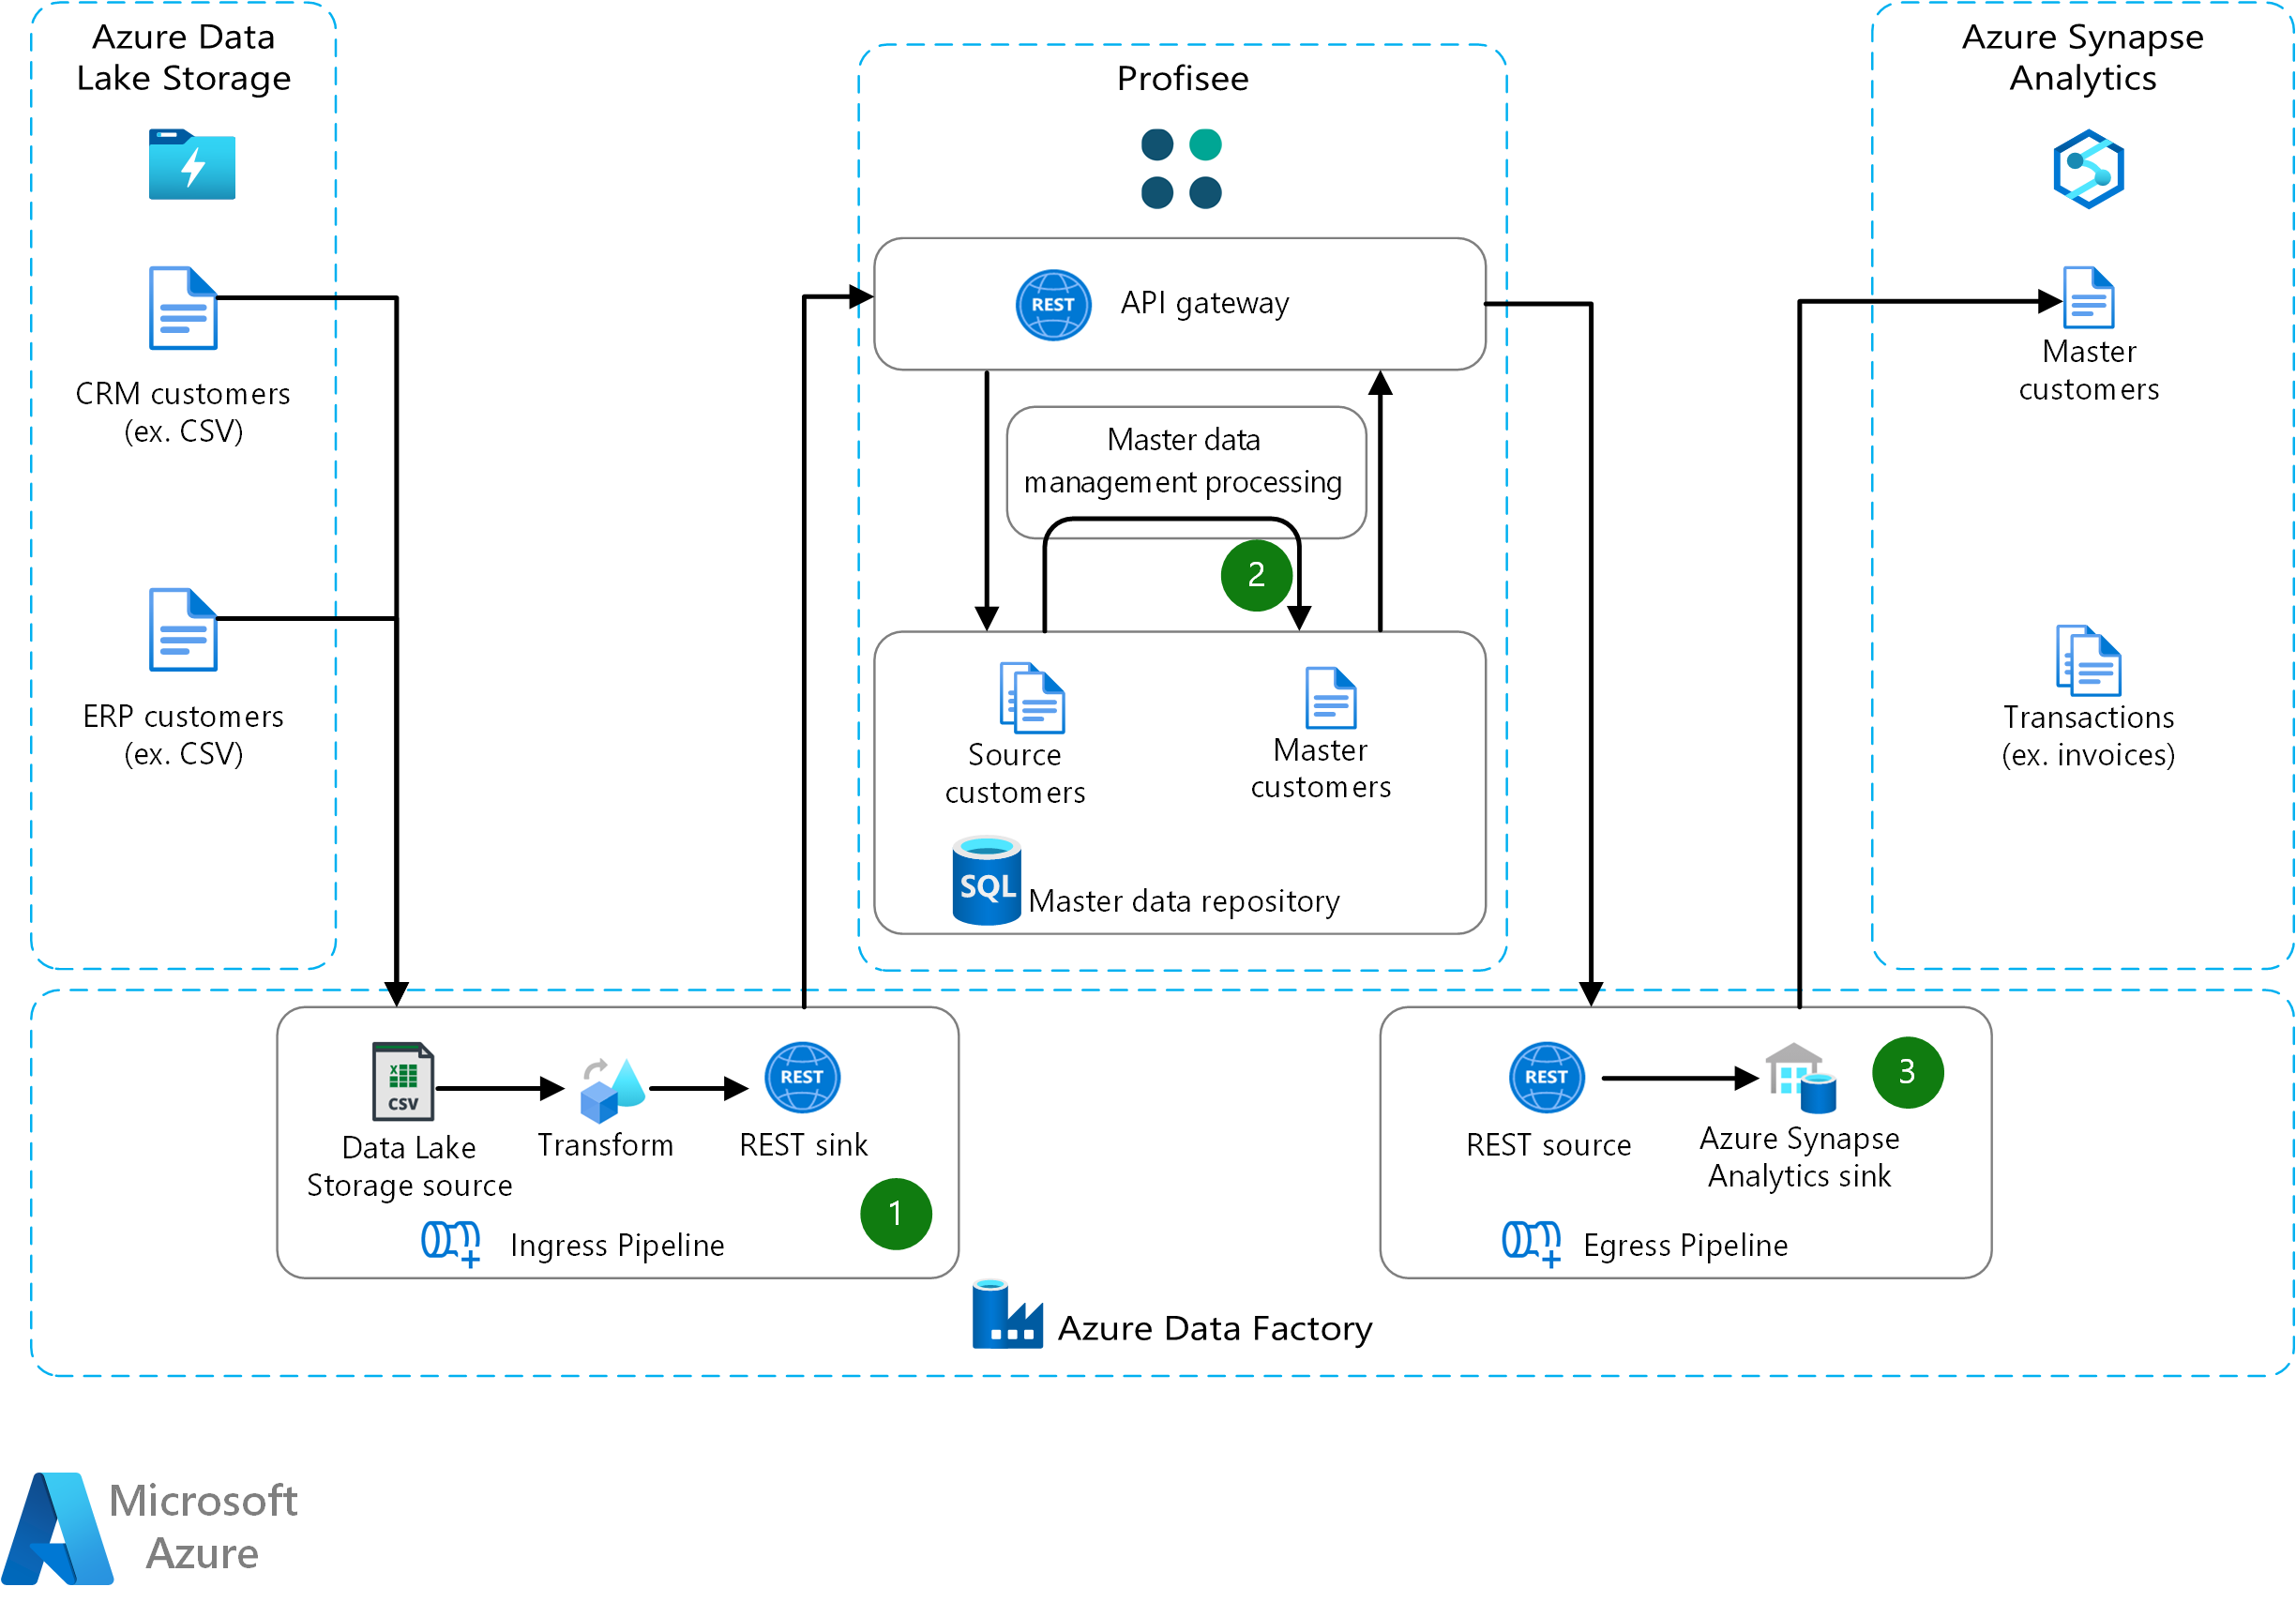 Azure Data
Lake Storage
CRM customers
(ex. CSV)
ERP customers
(ex. CSV)
Profisee
REST
API gateway
Master data
management processing
2
Source
customers
Master
customers
SQL
Master data repository
Azure Synapse
Analytics
Master
customers
Transactions
(ex. invoices)
X
CSV
Data Lake
Storage source
Transform
REST
REST sink
1
Ingress Pipeline
REST
REST source
Azure Synapse
Analytics sink
3
Egress Pipeline
Azure Data Factory
Microsoft
Azure